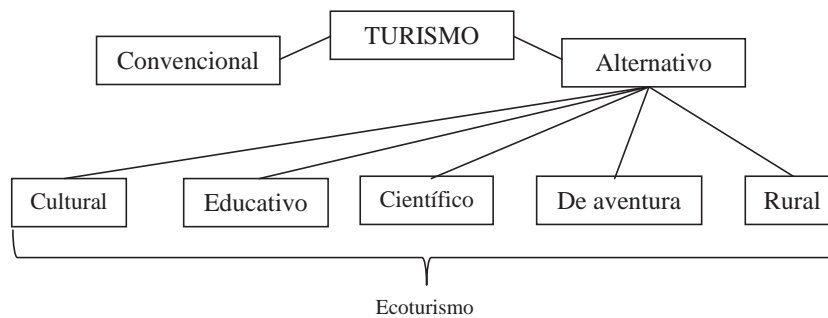 TURISMO
Convencional
Alternativo
Cultural
Educativo
Científico
De aventura
Rural
Ecoturismo